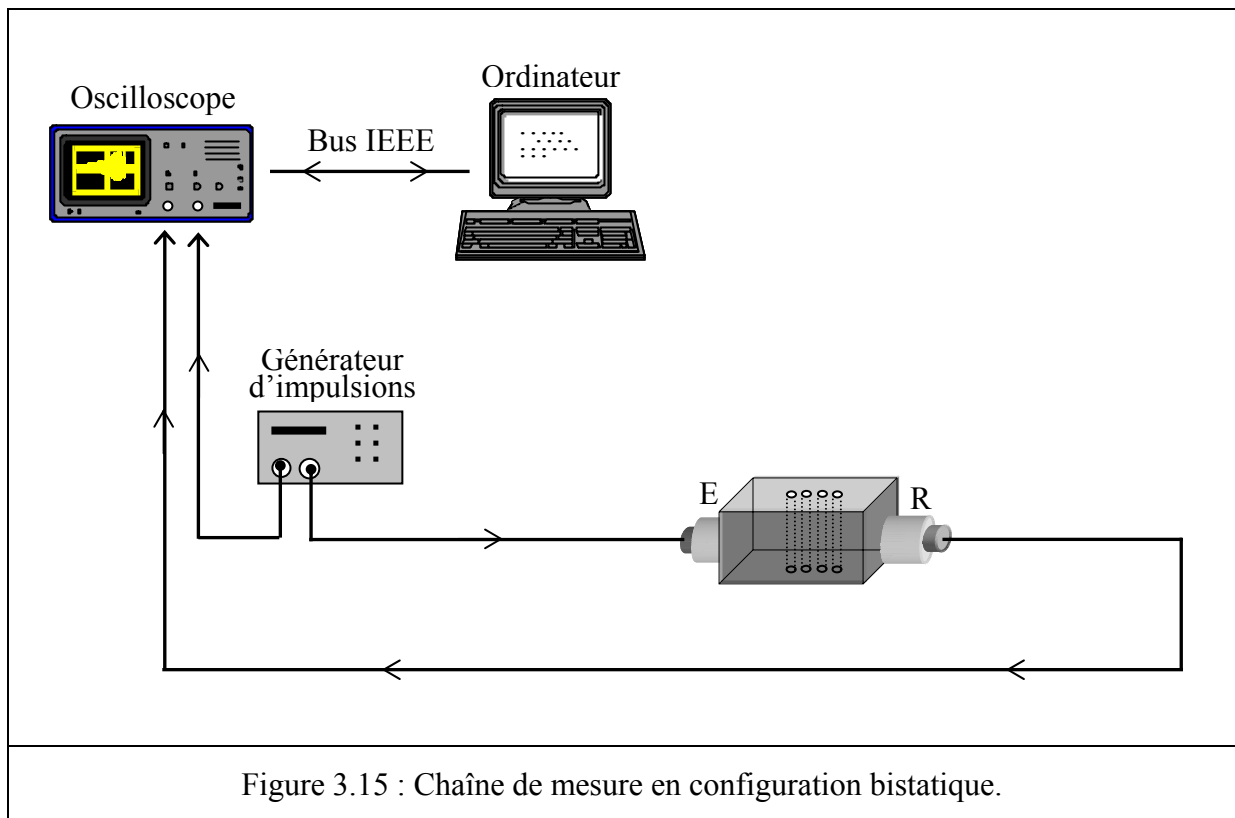 Ordinateur
Oscilloscope
Bus IEEE
Générateur
d’impulsions
E
R
Figure 3.15 : Chaîne de mesure en configuration bistatique.